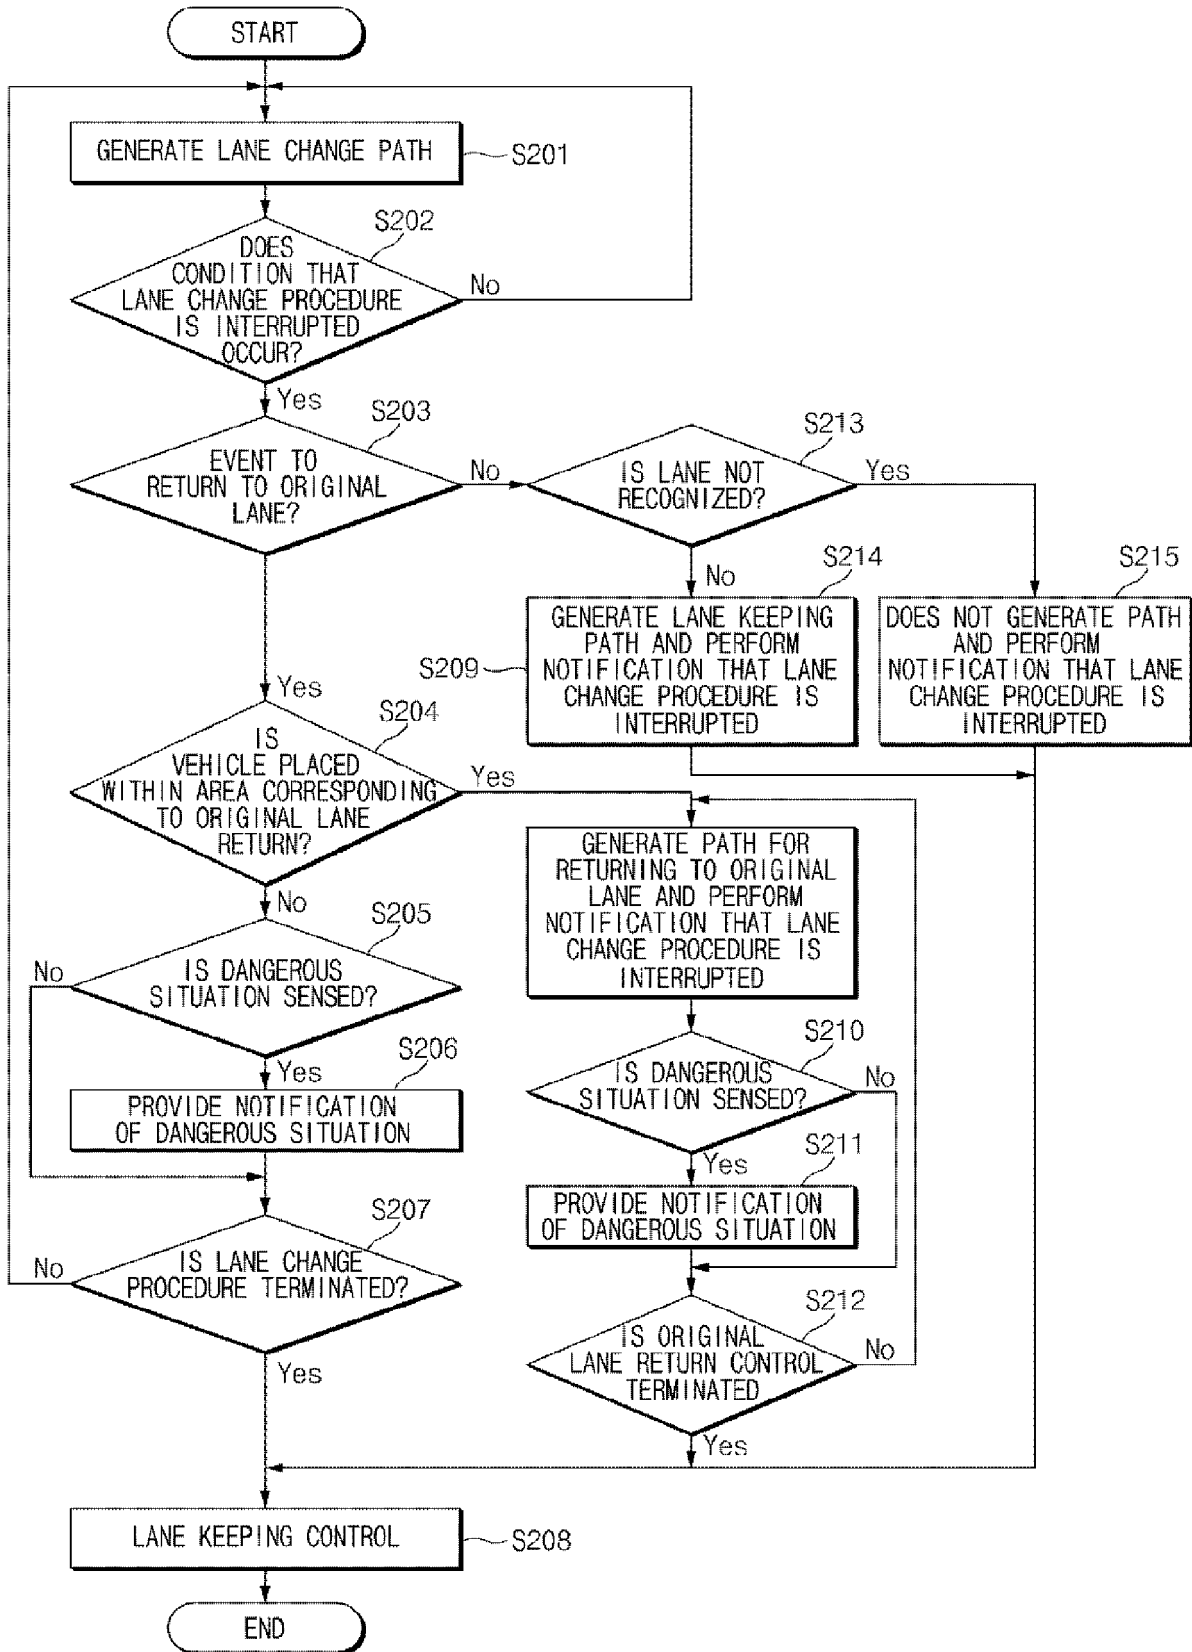 START
GENERATE LANE CHANGE PATH
S201
S202
DOES
CONDITION THAT
LANE CHANGE PROCEDURE
IS INTERRUPTED
OCCUR?
No
Yes
S203
EVENT TO
RETURN TO ORIGINAL
LANE?
No
Yes
S213
IS LANE NOT
RECOGNIZED?
Yes
No
S214
GENERATE LANE KEEPING
PATH AND PERFORM
NOTIFICATION THAT LANE
CHANGE PROCEDURE IS
INTERRUPTED
S209
S215
DOES NOT GENERATE PATH
AND PERFORM
NOTIFICATION THAT LANE
CHANGE PROCEDURE IS
INTERRUPTED
S204
IS
VEHICLE PLACED
WITHIN AREA CORRESPONDING
TO ORIGINAL LANE
RETURN?
Yes
No
GENERATE PATH FOR
RETURNING TO ORIGINAL
LANE AND PERFORM
NOTIFICATION THAT LANE
CHANGE PROCEDURE IS
INTERRUPTED
S205
IS DANGEROUS
SITUATION SENSED?
No
Yes
S206
PROVIDE NOTIFICATION
OF DANGEROUS SITUATION
S207
IS LANE CHANGE
PROCEDURE TERMINATED?
No
Yes
S210
IS DANGEROUS
SITUATION SENSED?
No
Yes
S211
PROVIDE NOTIFICATION
OF DANGEROUS SITUATION
S212
IS ORIGINAL
LANE RETURN CONTROL
TERMINATED
No
Yes
LANE KEEPING CONTROL
S208
END